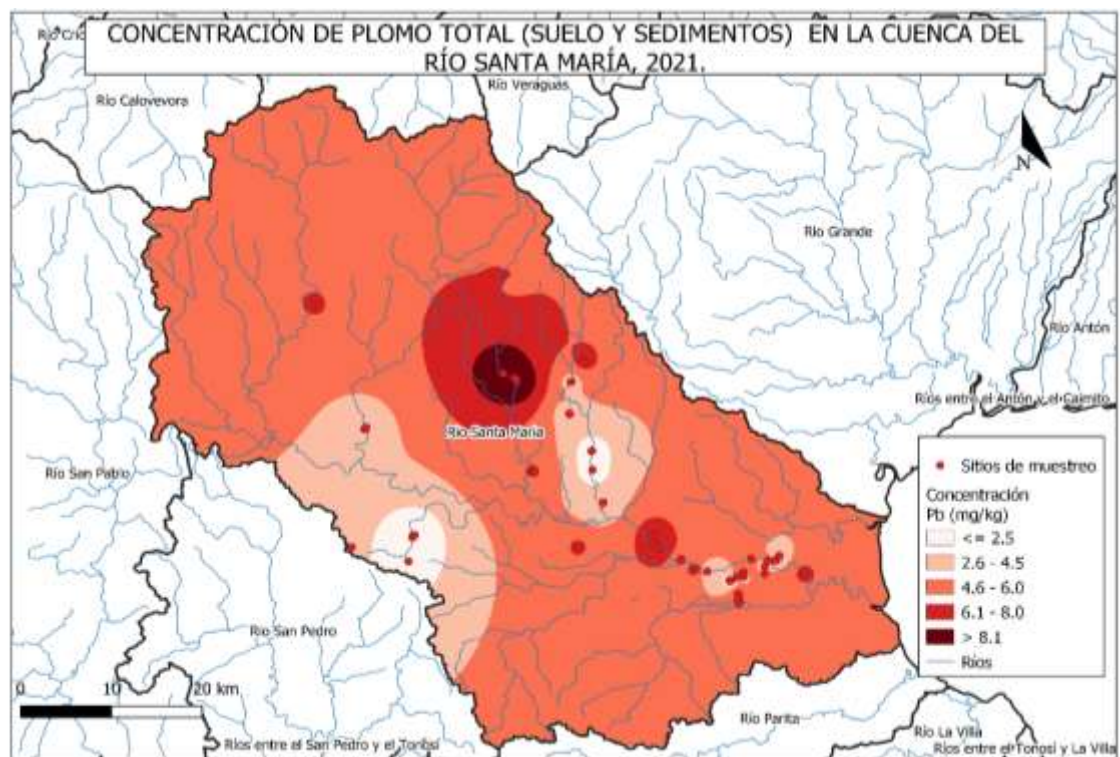 CONCENTRACIÓN DE PLOMO TOTAL (SUELO Y SEDIMENTOS) EN LA CUENCA DEL
RÍO SANTA MARÍA, 2021.
Río Calovevora
Río Veraguas
N
Río Grande
Río Antón
Ríos entre el Antón y el Caimito
Río San Pablo
Río Santa María
Río San Pedro
Sitios de muestreo
Concentración
Pb (mg/kg)
<= 2.5
2.6 - 4.5
4.6 - 6.0
6.1 - 8.0
> 8.1
Ríos
0 10 20 km
Río Parita
Río La Villa
Ríos entre el San Pedro y el Tonosí
Ríos entre el Tonosí y La Villa